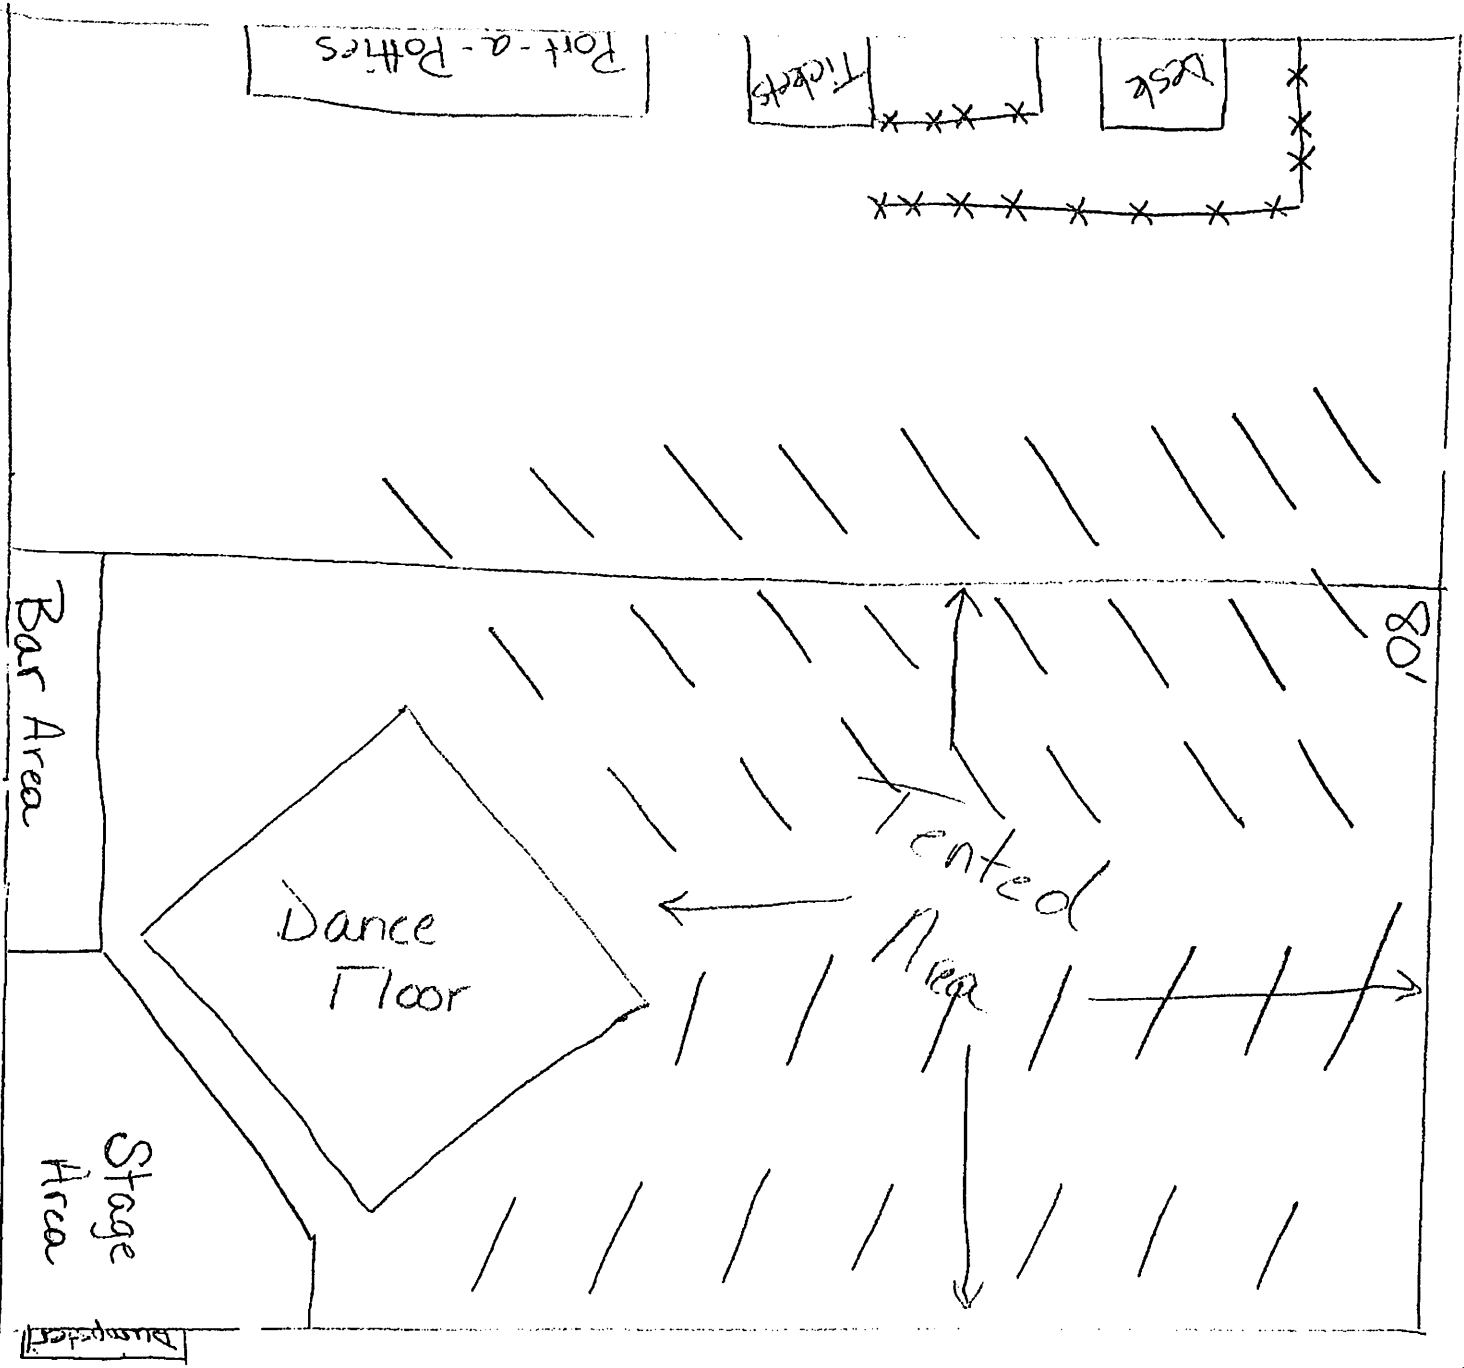 Port-a-Potties
Tickets
Desk
80'
Bar Area
Tented
Area
Dance
Floor
Stage
Area
Dumpster